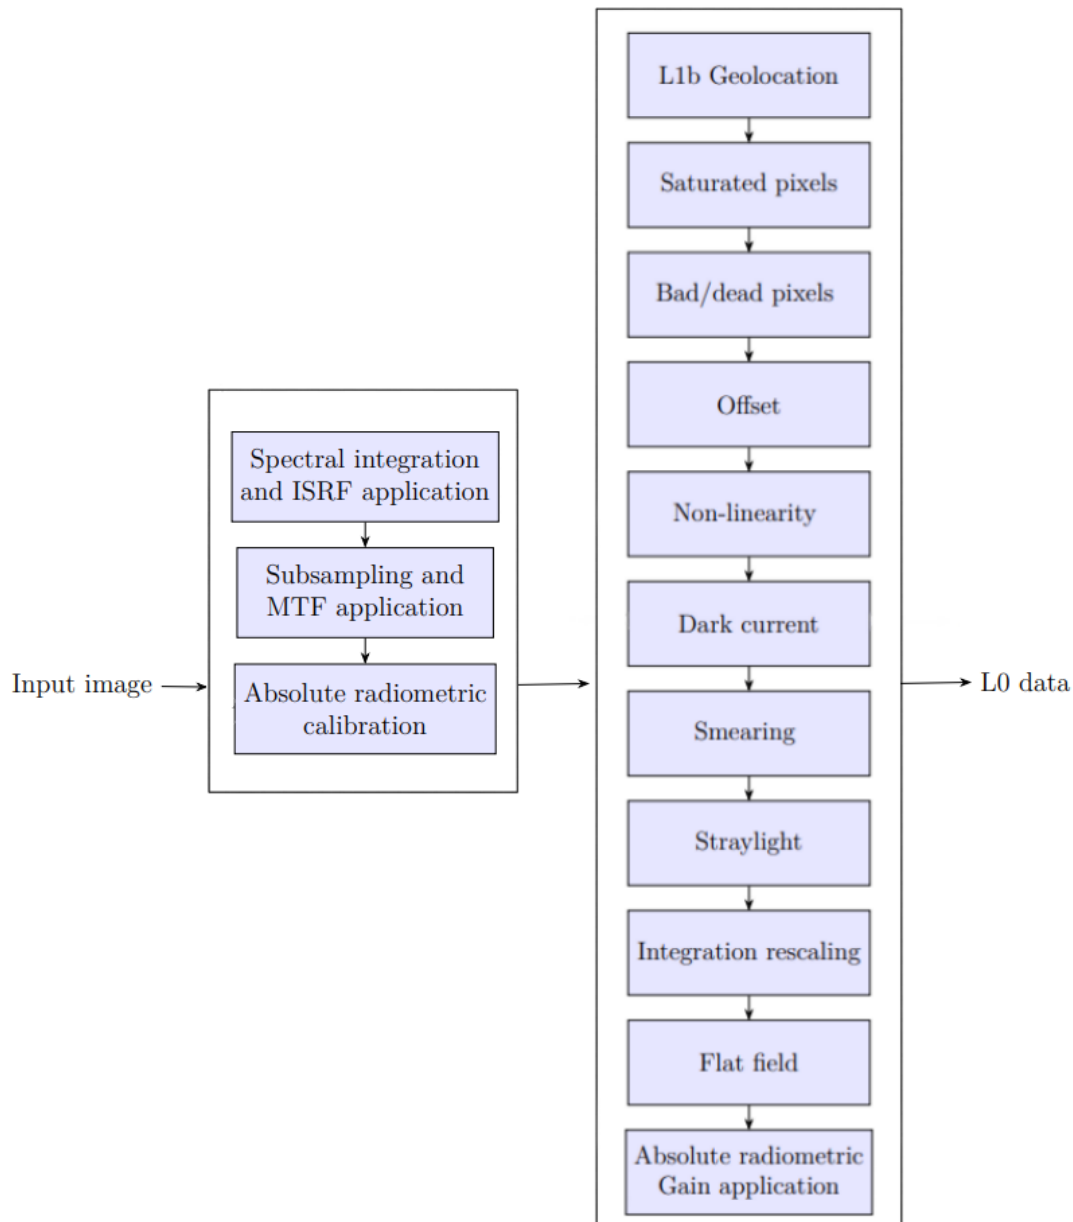 Input image
Spectral integration
and ISRF application
Subsampling and
MTF application
Absolute radiometric
calibration
L1b Geolocation
Saturated pixels
Bad/dead pixels
Offset
Non-linearity
Dark current
Smearing
Straylight
Integration rescaling
Flat field
Absolute radiometric
Gain application
L0 data